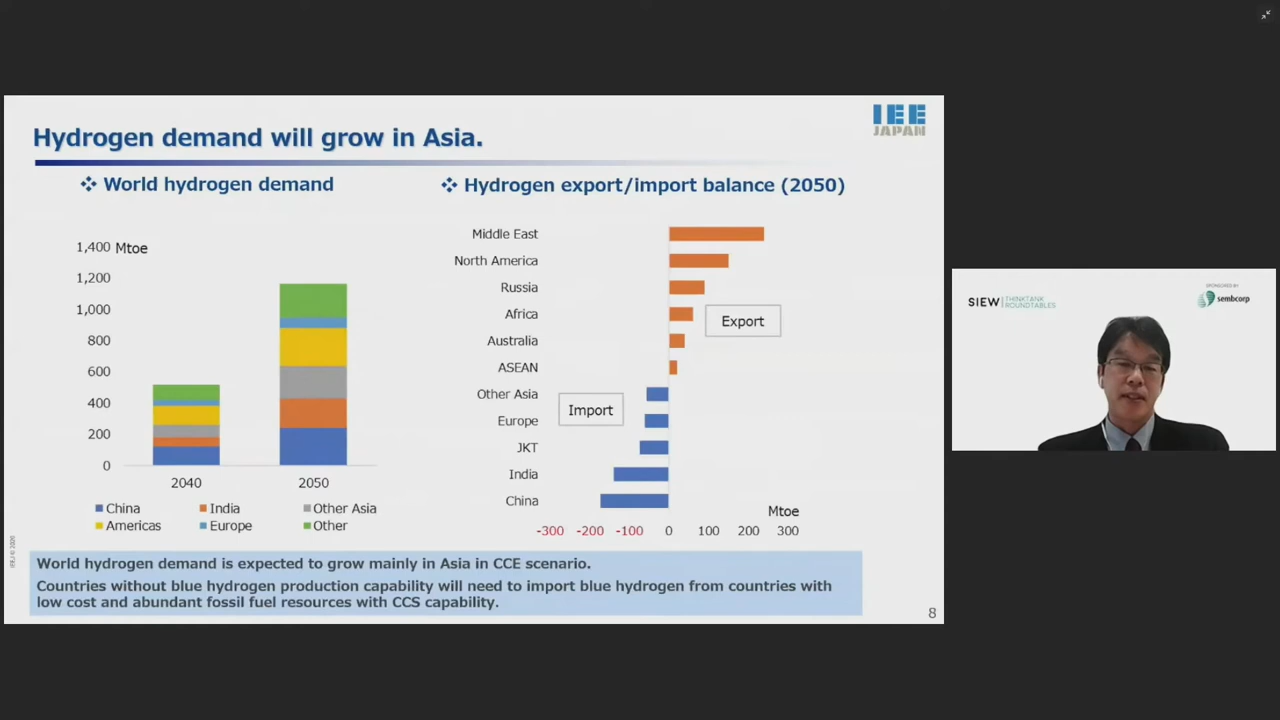 IEE
JAPAN
Hydrogen demand will grow in Asia.
❖ World hydrogen demand
❖ Hydrogen export/import balance (2050)
1,400 Mtoe
1,200
1,000
800
600
400
200
0
2040 2050
China India Other Asia
Americas Europe Other
Middle East
North America
Russia
Africa
Export
Australia
ASEAN
Other Asia
Import
Europe
JKT
India
China
Mtoe
-300 -200 -100 0 100 200 300
World hydrogen demand is expected to grow mainly in Asia in CCE scenario.
Countries without blue hydrogen production capability will need to import blue hydrogen from countries with
low cost and abundant fossil fuel resources with CCS capability.
8
SIEW THINKTANK
ROUNDTABLES
SPONSORED BY
sembcorp